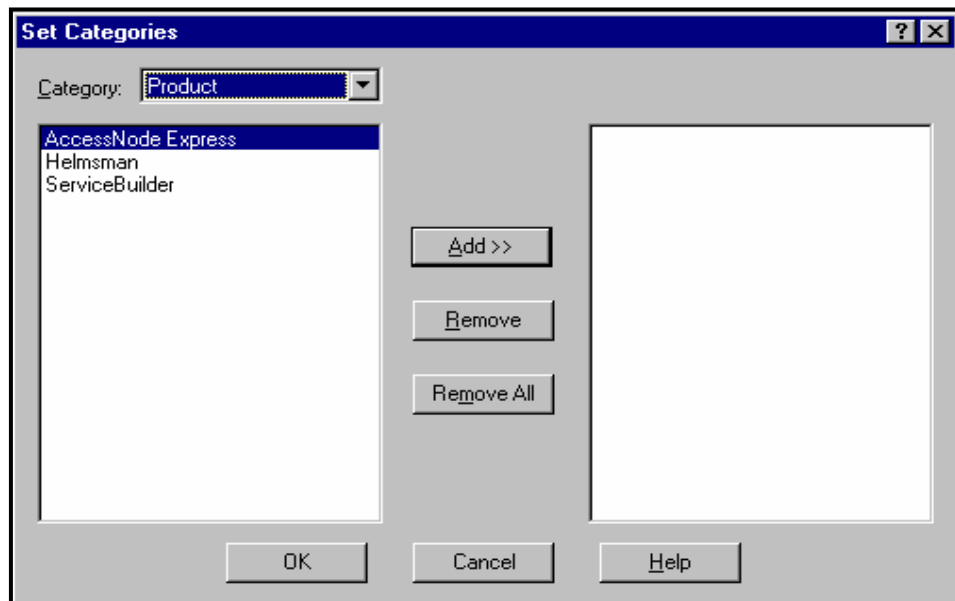 Set Categories
Category: Product
AccessNode Express
Helmsman
ServiceBuilder
Add >>
Remove
Remove All
OK Cancel Help